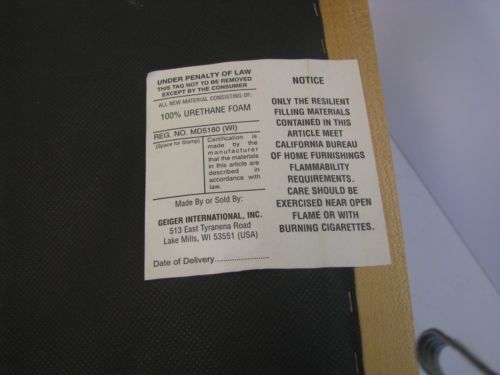 UNDER PENALTY OF LAW
THIS TAG NOT TO BE REMOVED
EXCEPT BY THE CONSUMER
ALL NEW MATERIAL CONSISTING OF:
100% URETHANE FOAM
REG. NO. MD5180 (WI)
(Space for Stamp)
Certification is
made by the
manufacturer
that the materials
in this article are
described in
accordance with
law.
Made By or Sold By:
GEIGER INTERNATIONAL, INC.
513 East Tyranena Road
Lake Mills, WI 53551 (USA)
Date of Delivery........................
NOTICE
ONLY THE RESILIENT
FILLING MATERIALS
CONTAINED IN THIS
ARTICLE MEET
CALIFORNIA BUREAU
OF HOME FURNISHINGS
FLAMMABILITY
REQUIREMENTS.
CARE SHOULD BE
EXERCISED NEAR OPEN
FLAME OR WITH
BURNING CIGARETTES.